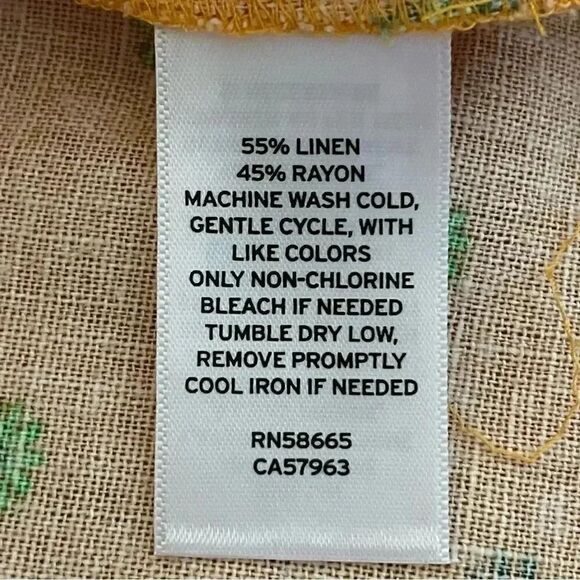 55% LINEN
45% RAYON
MACHINE WASH COLD,
GENTLE CYCLE, WITH
LIKE COLORS
ONLY NON-CHLORINE
BLEACH IF NEEDED
TUMBLE DRY LOW,
REMOVE PROMPTLY
COOL IRON IF NEEDED
RN58665
CA57963